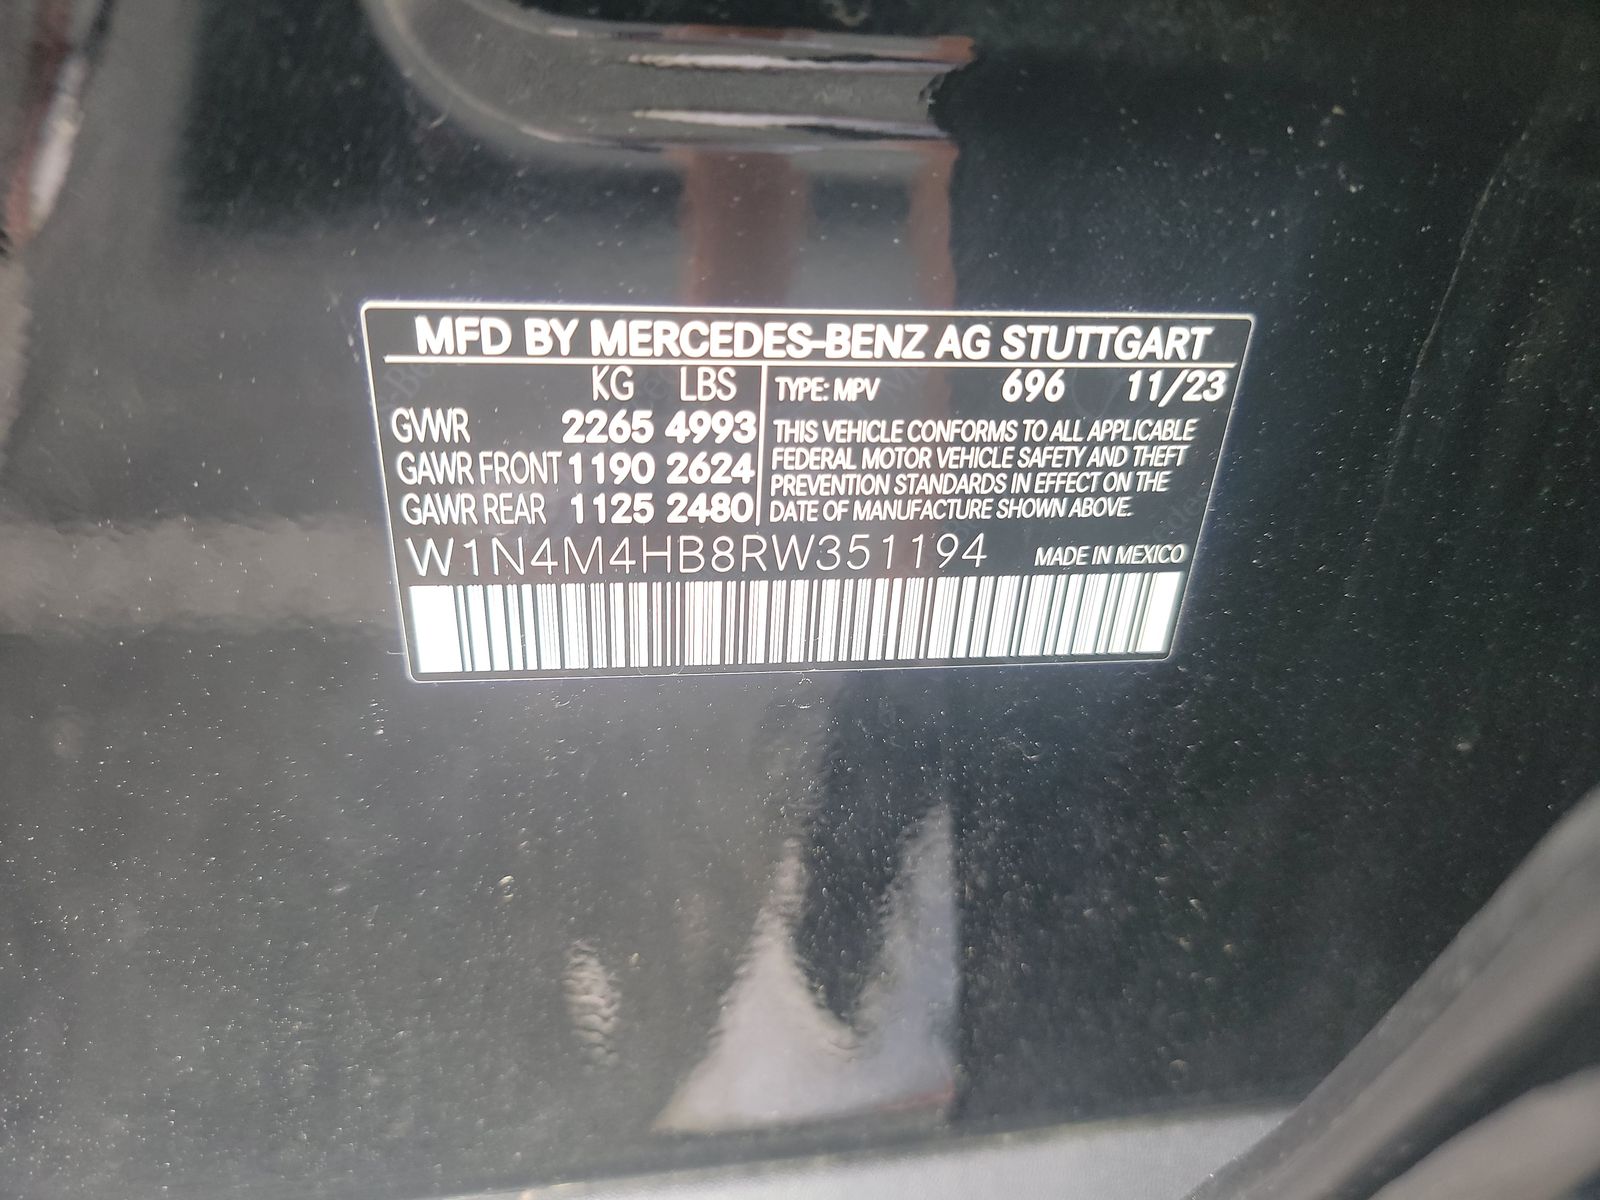 MFD BY MERCEDES-BENZ AG STUTTGART
KG LBS
GVWR 2265 4993
GAWR FRONT 1190 2624
GAWR REAR 1125 2480
TYPE: MPV 696 11/23
THIS VEHICLE CONFORMS TO ALL APPLICABLE
FEDERAL MOTOR VEHICLE SAFETY AND THEFT
PREVENTION STANDARDS IN EFFECT ON THE
DATE OF MANUFACTURE SHOWN ABOVE.
W1N4M4HB8RW351194 MADE IN MEXICO